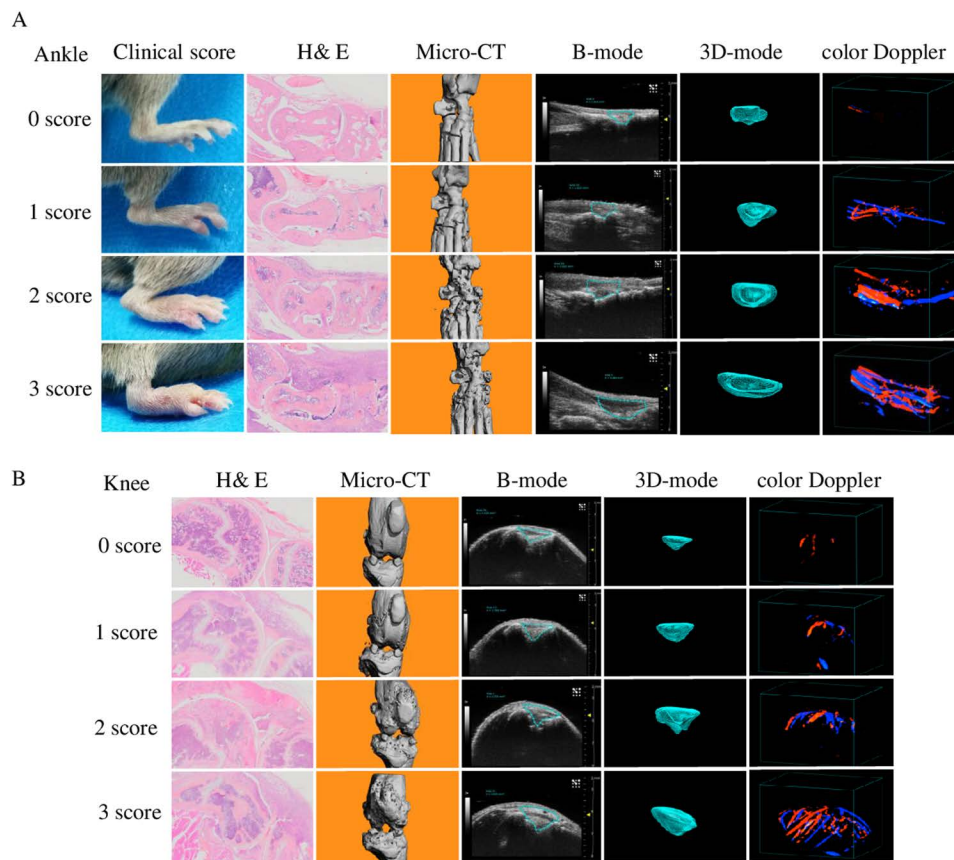 A
Ankle Clinical score H& E Micro-CT B-mode 3D-mode color Doppler
0 score
1 score
2 score
3 score
B
Knee H& E Micro-CT B-mode 3D-mode color Doppler
0 score
1 score
2 score
3 score